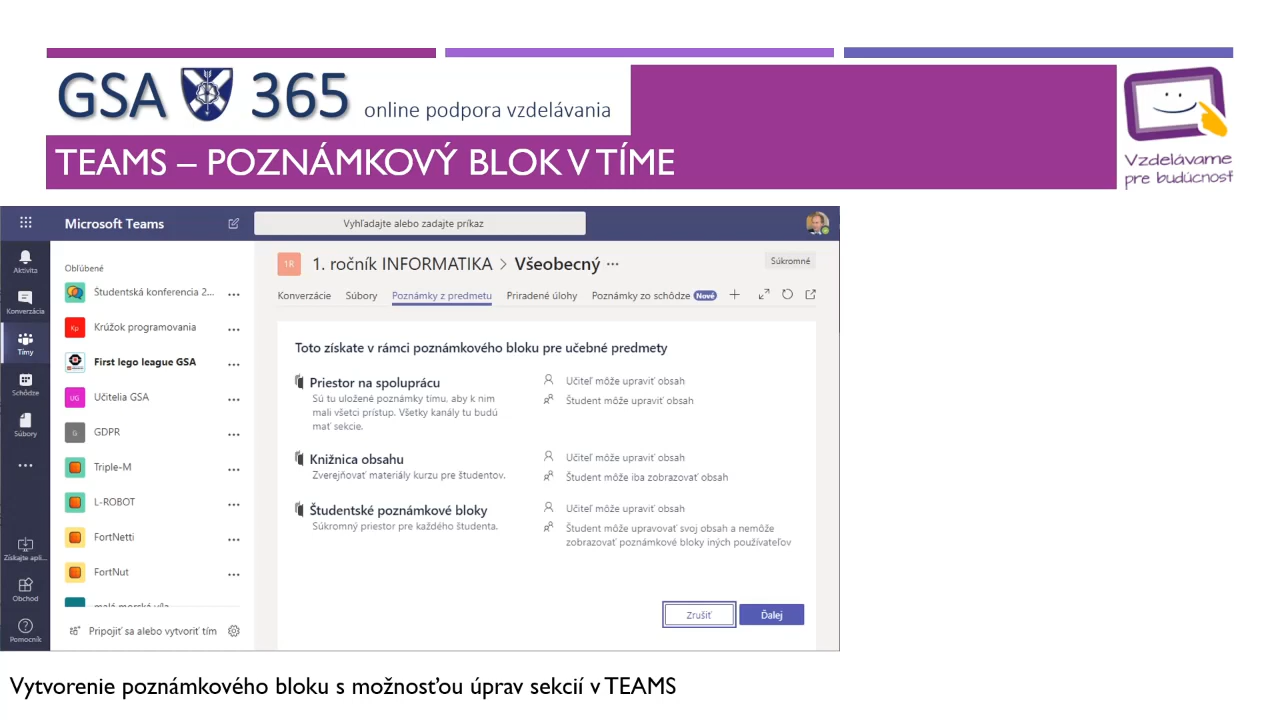 GSA 365 online podpora vzdelávania
TEAMS – POZNÁMKOVÝ BLOK V TÍME
Vzdelávame
pre budúcnosť
Microsoft Teams
Vyhľadajte alebo zadajte príkaz
Aktivita
Konverzácia
Tímy
Schôdze
Súbory
Získajte apli...
Obchod
Pomocník
Obľúbené
Študentská konferencia 2...
Kp Krúžok programovania
First lego league GSA
UG Učitelia GSA
G GDPR
Triple-M
L-ROBOT
FortNetti
FortNut
malá morská víla
Pripojiť sa alebo vytvoriť tím
1R 1. ročník INFORMATIKA > Všeobecný ...
Súkromné
Konverzácie Súbory Poznámky z predmetu Priradené úlohy Poznámky zo schôdze Nové
Toto získate v rámci poznámkového bloku pre učebné predmety
Priestor na spoluprácu
Sú tu uložené poznámky tímu, aby k nim
mali všetci prístup. Všetky kanály tu budú
mať sekcie.
Učiteľ môže upraviť obsah
Študent môže upraviť obsah
Knižnica obsahu
Zverejňovať materiály kurzu pre študentov.
Učiteľ môže upraviť obsah
Študent môže iba zobrazovať obsah
Študentské poznámkové bloky
Súkromný priestor pre každého študenta.
Učiteľ môže upraviť obsah
Študent môže upravovať svoj obsah a nemôže
zobrazovať poznámkové bloky iných používateľov
Zrušiť
Ďalej
Vytvorenie poznámkového bloku s možnosťou úprav sekcií v TEAMS